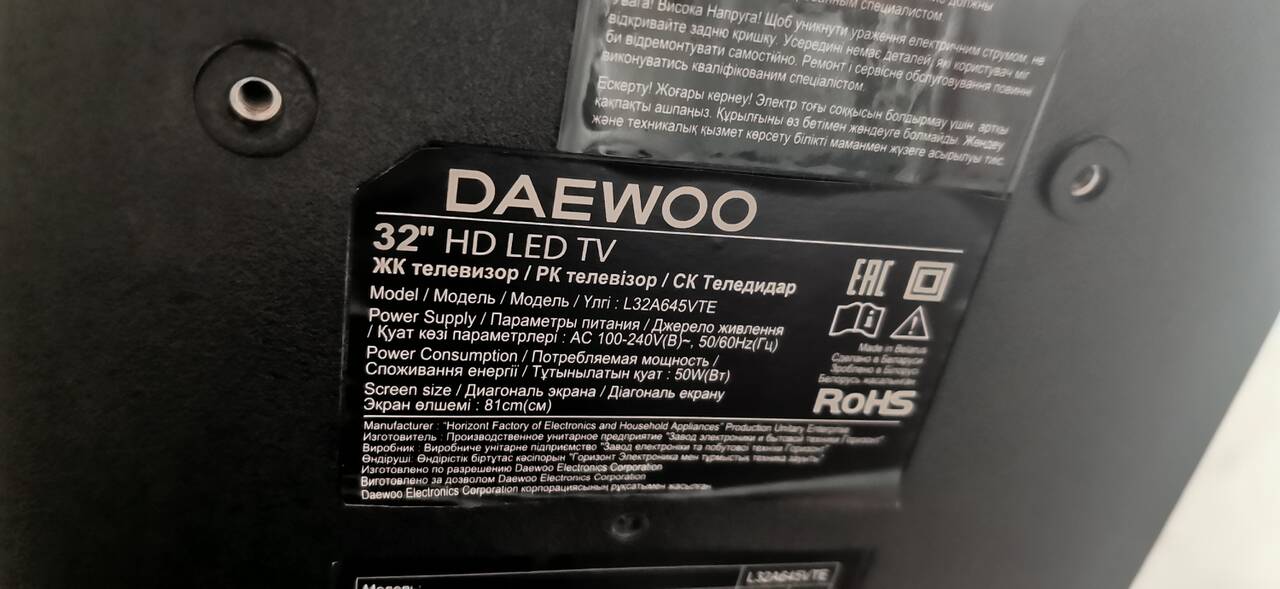 должны
специалистом.
Увага! Висока Напруга! Щоб уникнути ураження електричним струмом, не
відкривайте задню кришку. Усередині немає деталей, які користувач міг
би відремонтувати самостійно. Ремонт і сервісне обслуговування повинні
виконуватись кваліфікованим спеціалістом.
Ескерту! Жоғары кернеу! Электр тоғы соққысын болдырмау үшін, артқы
қақпақты ашпаңыз. Құрылғыны өз бетімен жөндеуге болмайды. Жөндеу
және техникалық қызмет көрсету білікті маманмен жүзеге асырылуы тиіс.
DAEWOO
32" HD LED TV
ЖК телевизор / РК телевізор / СК Теледидар
Model / Модель / Модель / Үлгі : L32A645VTE
Power Supply / Параметры питания / Джерело живлення
/ Қуат көзі параметрлері : AC 100-240V(B)~, 50/60Hz(Гц)
Power Consumption / Потребляемая мощность /
Споживання енергії / Тұтынылатын қуат : 50W(Вт)
Screen size / Диагональ экрана / Діагональ екрану
Экран өлшемі : 81cm(см)
EAC
Made in Belarus
Сделано в Беларуси
Зроблено в Білорусі
Беларусь жасалынған
RoHS
Manufacturer : "Horizont Factory of Electronics and Household Appliances" Production Unitary Enterprise
Изготовитель : Производственное унитарное предприятие "Завод электроники и бытовой техники Горизонт"
Виробник : Виробниче унітарне підприємство "Завод електроніки та побутової техніки Горизонт"
Өндіруші: Өндірістік біртұтас кәсіпорын "Горизонт Электроника мен тұрмыстық техника зауыты"
Изготовлено по разрешению Daewoo Electronics Corporation
Виготовлено за дозволом Daewoo Electronics Corporation
Daewoo Electronics Corporation корпорациясының рұқсатымен жасалған
Модель:
L32A645VTE